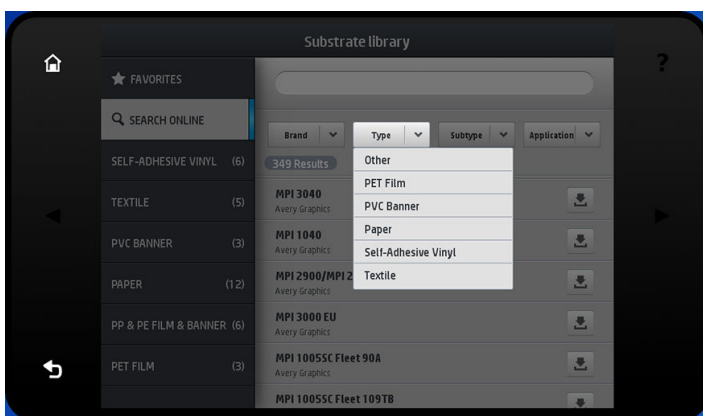 Substrate library
?
FAVORITES
SEARCH ONLINE
SELF-ADHESIVE VINYL (6)
TEXTILE (5)
PVC BANNER (3)
PAPER (12)
PP & PE FILM & BANNER (6)
PET FILM (3)
Brand Type Subtype Application
349 Results
Other
PET Film
PVC Banner
Paper
Self-Adhesive Vinyl
Textile
MPI 3040
Avery Graphics
MPI 1040
Avery Graphics
MPI 2900/MPI 2
Avery Graphics
MPI 3000 EU
Avery Graphics
MPI 1005SC Fleet 90A
Avery Graphics
MPI 1005SC Fleet 109TB